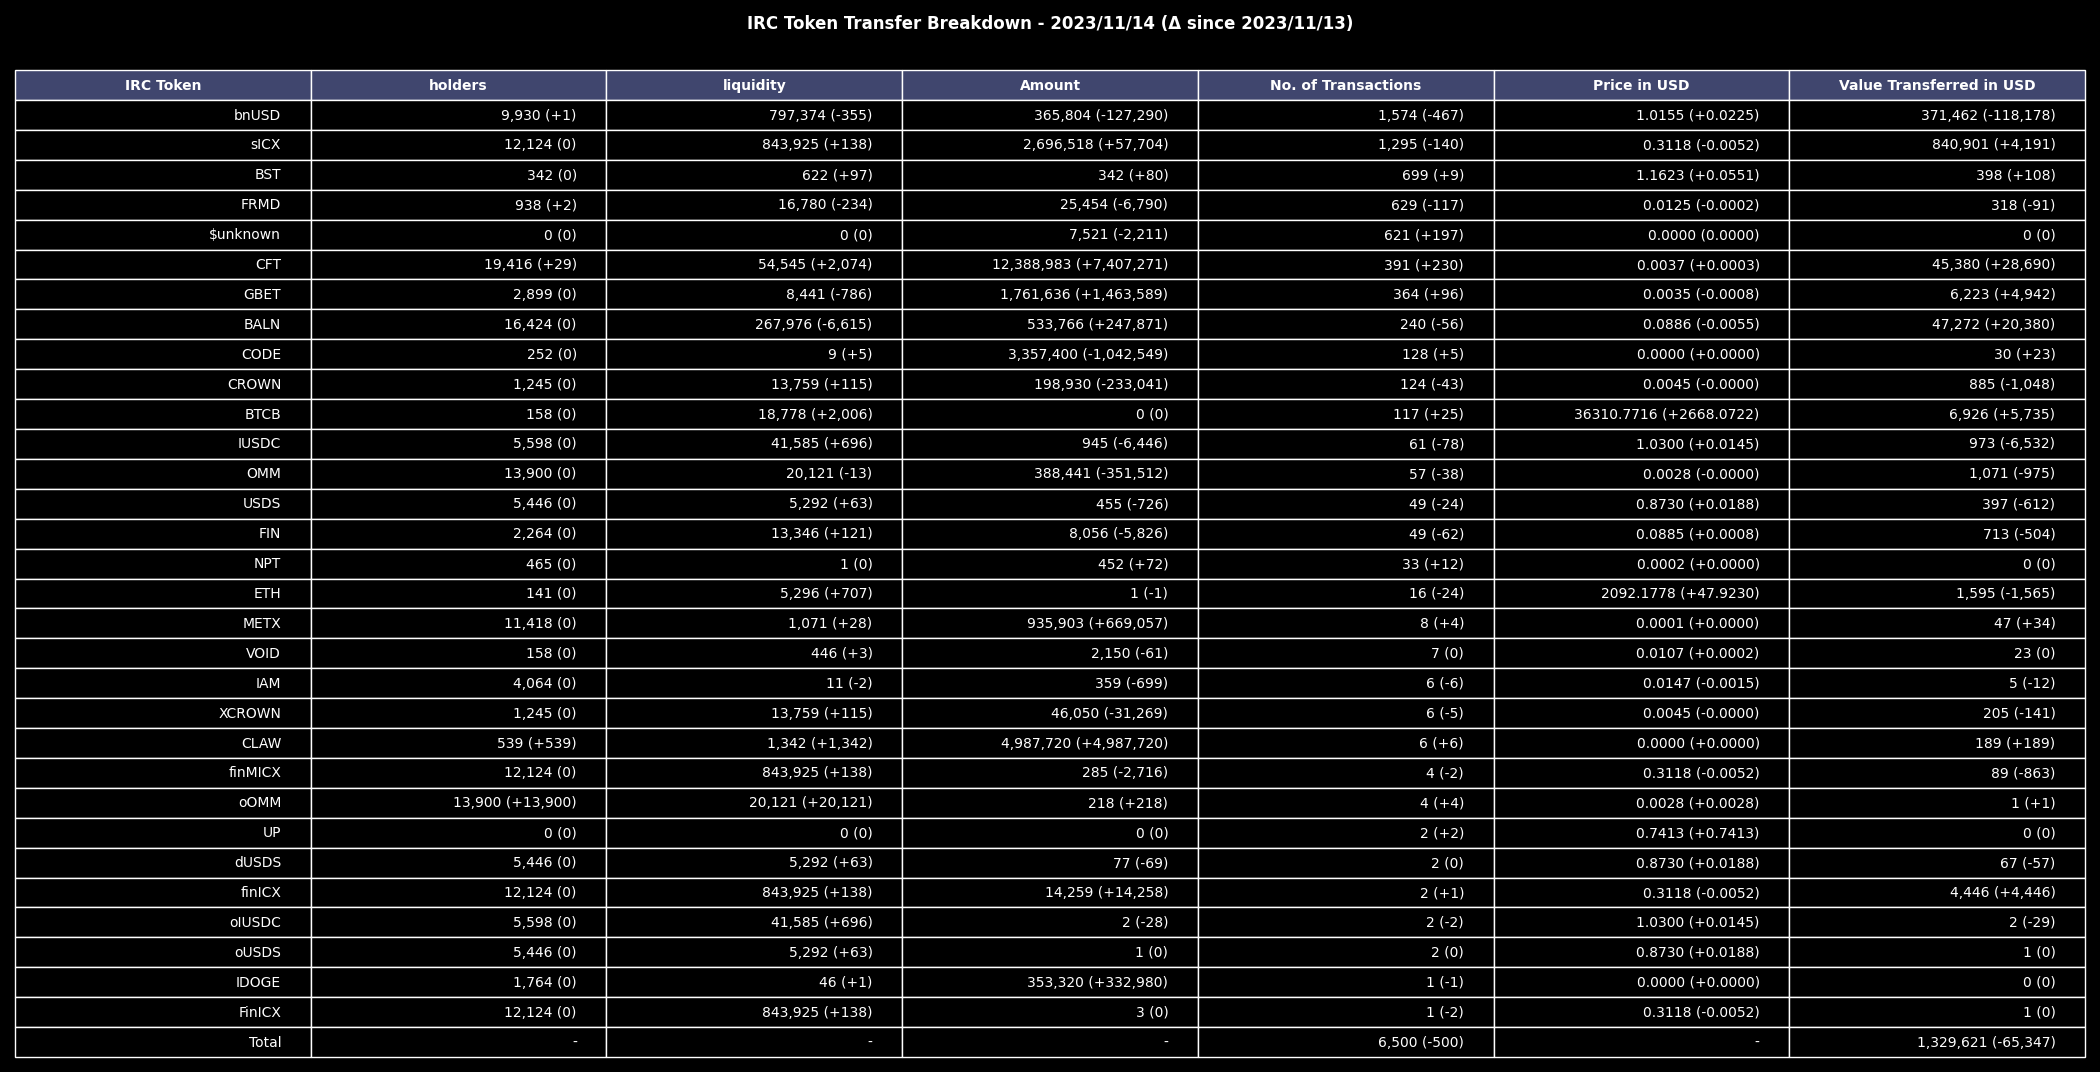 IRC Token Transfer Breakdown - 2023/11/14 (Δ since 2023/11/13)
IRC Token holders liquidity Amount No. of Transactions Price in USD Value Transferred in USD
bnUSD 9,930 (+1) 797,374 (-355) 365,804 (-127,290) 1,574 (-467) 1.0155 (+0.0225) 371,462 (-118,178)
sICX 12,124 (0) 843,925 (+138) 2,696,518 (+57,704) 1,295 (-140) 0.3118 (-0.0052) 840,901 (+4,191)
BST 342 (0) 622 (+97) 342 (+80) 699 (+9) 1.1623 (+0.0551) 398 (+108)
FRMD 938 (+2) 16,780 (-234) 25,454 (-6,790) 629 (-117) 0.0125 (-0.0002) 318 (-91)
$unknown 0 (0) 0 (0) 7,521 (-2,211) 621 (+197) 0.0000 (0.0000) 0 (0)
CFT 19,416 (+29) 54,545 (+2,074) 12,388,983 (+7,407,271) 391 (+230) 0.0037 (+0.0003) 45,380 (+28,690)
GBET 2,899 (0) 8,441 (-786) 1,761,636 (+1,463,589) 364 (+96) 0.0035 (-0.0008) 6,223 (+4,942)
BALN 16,424 (0) 267,976 (-6,615) 533,766 (+247,871) 240 (-56) 0.0886 (-0.0055) 47,272 (+20,380)
CODE 252 (0) 9 (+5) 3,357,400 (-1,042,549) 128 (+5) 0.0000 (+0.0000) 30 (+23)
CROWN 1,245 (0) 13,759 (+115) 198,930 (-233,041) 124 (-43) 0.0045 (-0.0000) 885 (-1,048)
BTCB 158 (0) 18,778 (+2,006) 0 (0) 117 (+25) 36310.7716 (+2668.0722) 6,926 (+5,735)
IUSDC 5,598 (0) 41,585 (+696) 945 (-6,446) 61 (-78) 1.0300 (+0.0145) 973 (-6,532)
OMM 13,900 (0) 20,121 (-13) 388,441 (-351,512) 57 (-38) 0.0028 (-0.0000) 1,071 (-975)
USDS 5,446 (0) 5,292 (+63) 455 (-726) 49 (-24) 0.8730 (+0.0188) 397 (-612)
FIN 2,264 (0) 13,346 (+121) 8,056 (-5,826) 49 (-62) 0.0885 (+0.0008) 713 (-504)
NPT 465 (0) 1 (0) 452 (+72) 33 (+12) 0.0002 (+0.0000) 0 (0)
ETH 141 (0) 5,296 (+707) 1 (-1) 16 (-24) 2092.1778 (+47.9230) 1,595 (-1,565)
METX 11,418 (0) 1,071 (+28) 935,903 (+669,057) 8 (+4) 0.0001 (+0.0000) 47 (+34)
VOID 158 (0) 446 (+3) 2,150 (-61) 7 (0) 0.0107 (+0.0002) 23 (0)
IAM 4,064 (0) 11 (-2) 359 (-699) 6 (-6) 0.0147 (-0.0015) 5 (-12)
XCROWN 1,245 (0) 13,759 (+115) 46,050 (-31,269) 6 (-5) 0.0045 (-0.0000) 205 (-141)
CLAW 539 (+539) 1,342 (+1,342) 4,987,720 (+4,987,720) 6 (+6) 0.0000 (+0.0000) 189 (+189)
finMICX 12,124 (0) 843,925 (+138) 285 (-2,716) 4 (-2) 0.3118 (-0.0052) 89 (-863)
oOMM 13,900 (+13,900) 20,121 (+20,121) 218 (+218) 4 (+4) 0.0028 (+0.0028) 1 (+1)
UP 0 (0) 0 (0) 0 (0) 2 (+2) 0.7413 (+0.7413) 0 (0)
dUSDS 5,446 (0) 5,292 (+63) 77 (-69) 2 (0) 0.8730 (+0.0188) 67 (-57)
finICX 12,124 (0) 843,925 (+138) 14,259 (+14,258) 2 (+1) 0.3118 (-0.0052) 4,446 (+4,446)
oIUSDC 5,598 (0) 41,585 (+696) 2 (-28) 2 (-2) 1.0300 (+0.0145) 2 (-29)
oUSDS 5,446 (0) 5,292 (+63) 1 (0) 2 (0) 0.8730 (+0.0188) 1 (0)
IDOGE 1,764 (0) 46 (+1) 353,320 (+332,980) 1 (-1) 0.0000 (+0.0000) 0 (0)
FinICX 12,124 (0) 843,925 (+138) 3 (0) 1 (-2) 0.3118 (-0.0052) 1 (0)
Total - - - 6,500 (-500) - 1,329,621 (-65,347)